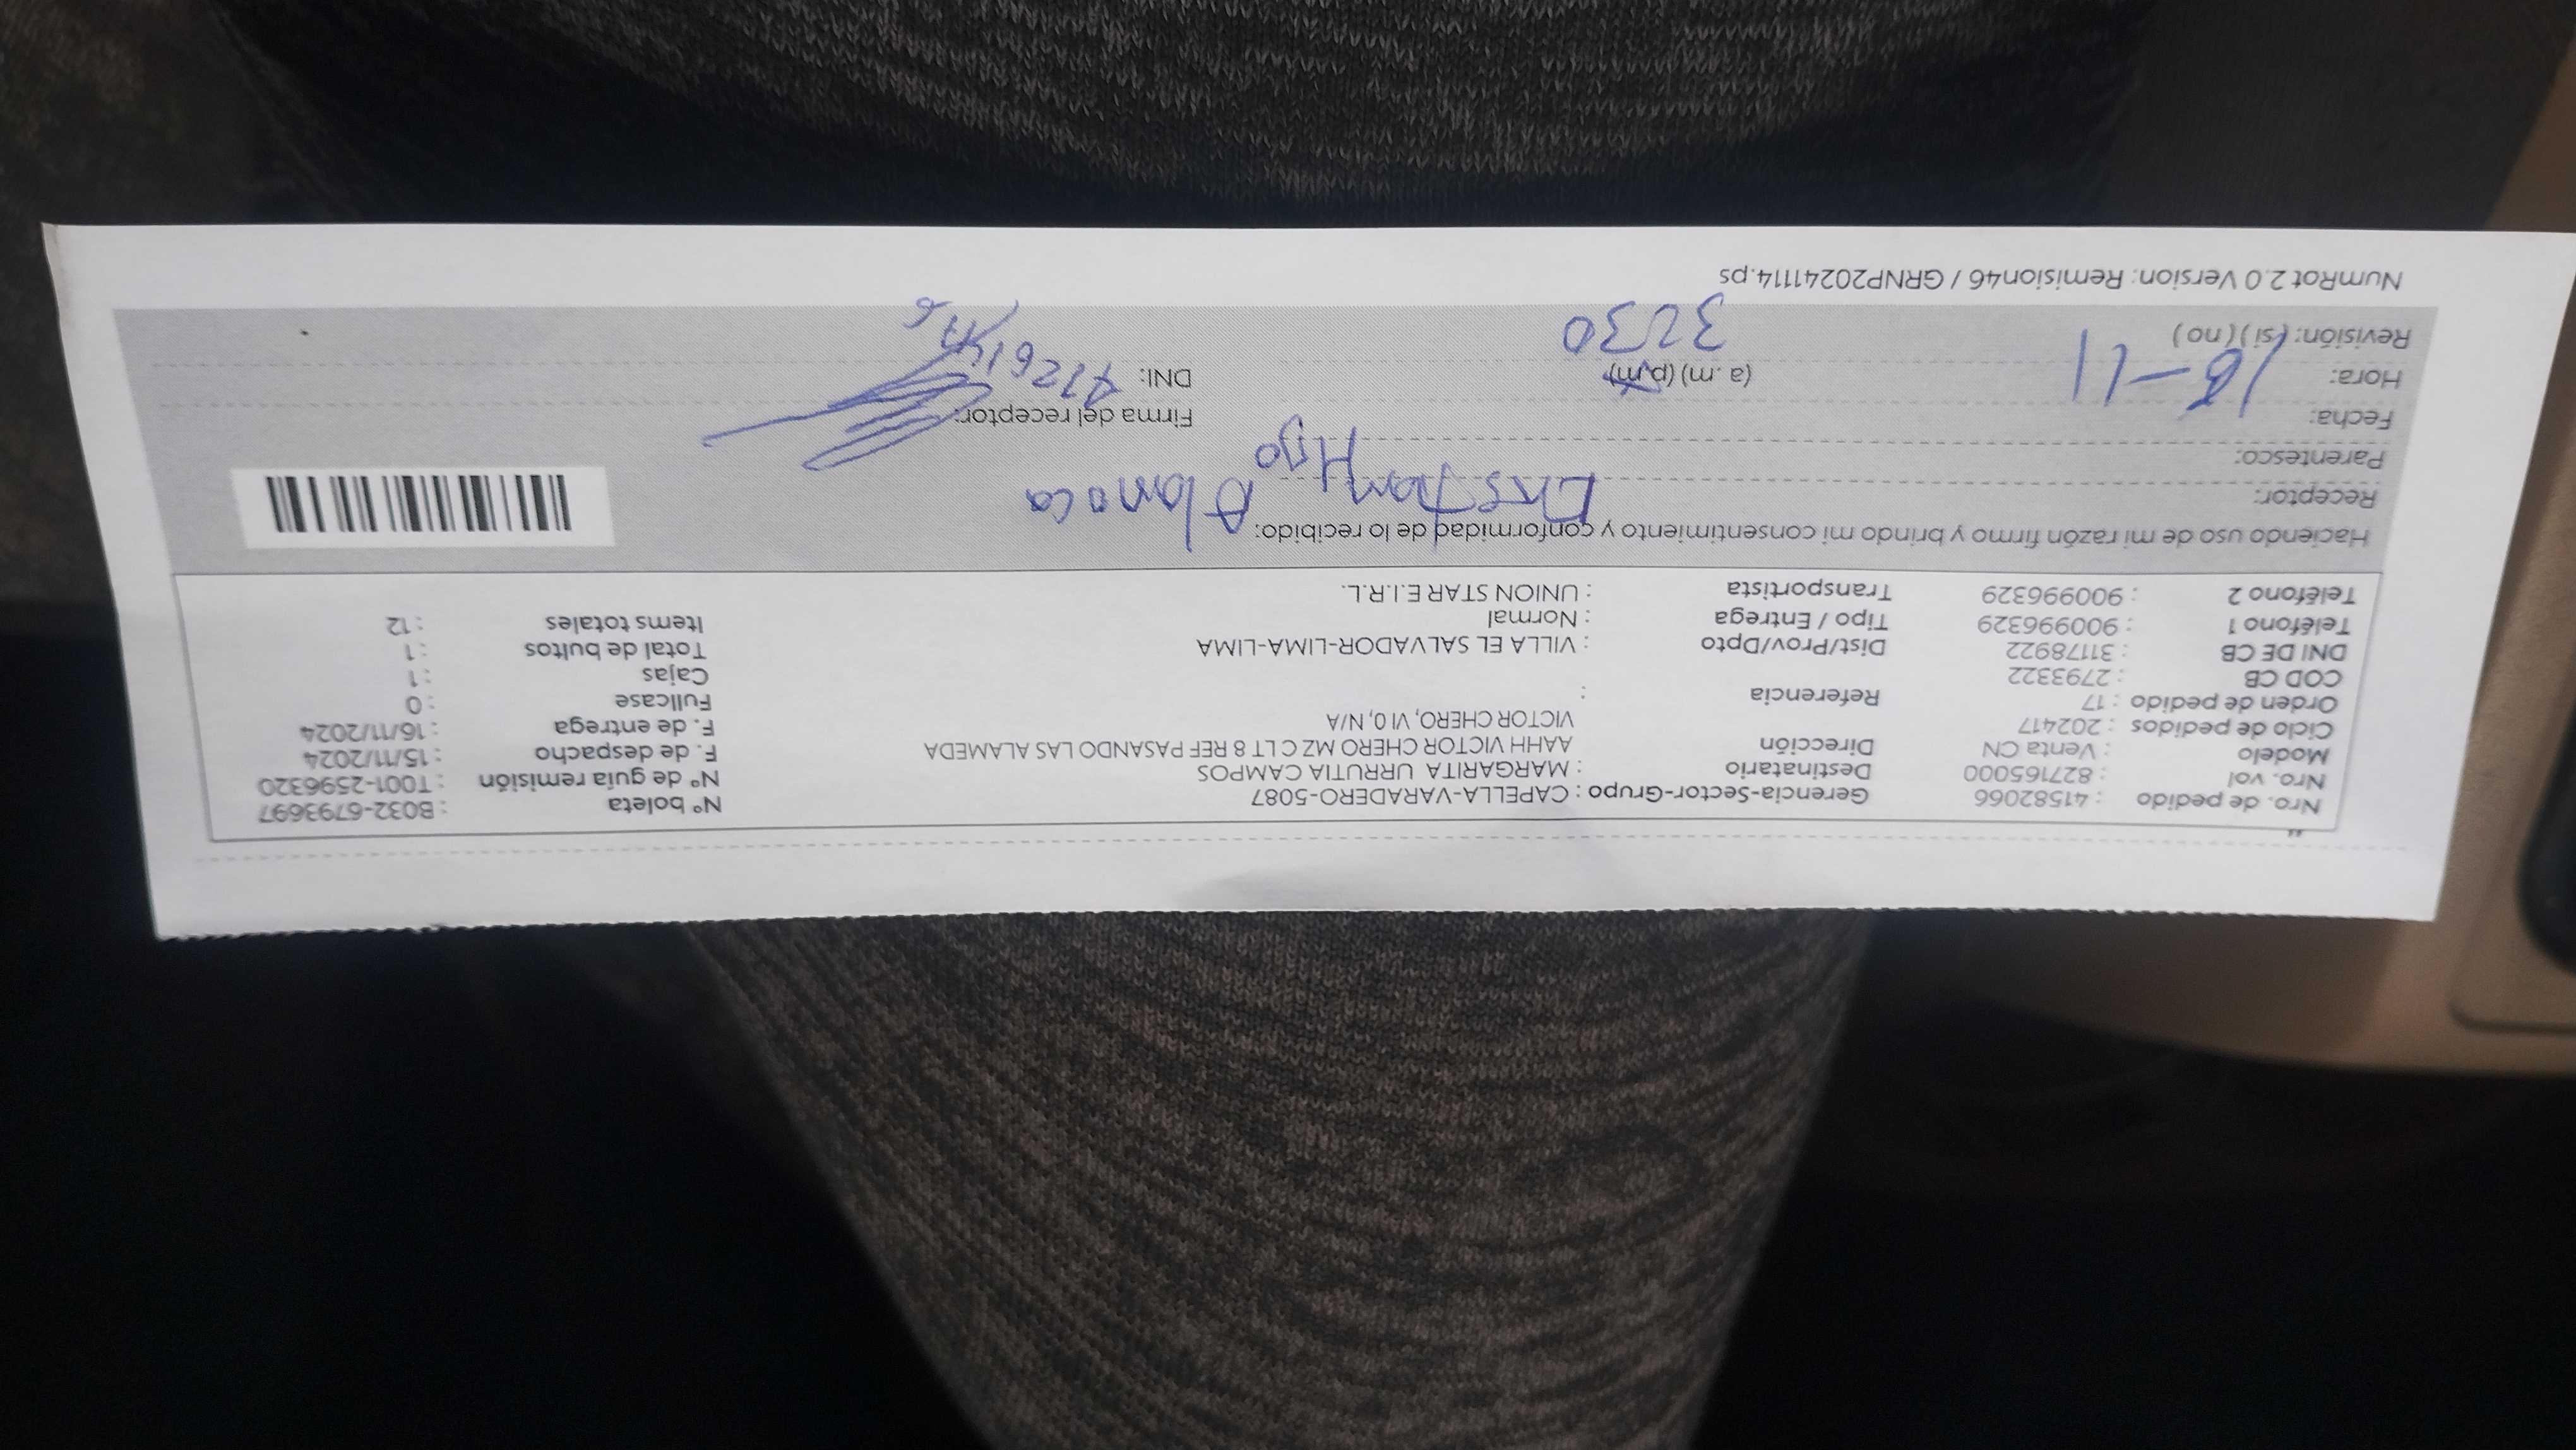 Nro. de pedido : 41582066 Gerencia-Sector-Grupo : CAPELLA-VARADERO-5087 Nº boleta : B032-6793697
Nro. vol : 827165000 Destinatario : MARGARITA URRUTIA CAMPOS Nº de guía remisión : T001-2596320
Modelo : Venta CN Dirección AAHH VICTOR CHERO MZ C LT 8 REF PASANDO LAS ALAMEDA F. de despacho : 15/11/2024
Ciclo de pedidos : 202417 VICTOR CHERO, VI 0, N/A F. de entrega : 16/11/2024
Orden de pedido : 17 Referencia : Fullcase : 0
COD CB : 2793322 Cajas : 1
DNI DE CB : 31178922 Dist/Prov/Dpto : VILLA EL SALVADOR-LIMA-LIMA Total de bultos : 1
Teléfono 1 : 900996329 Tipo / Entrega : Normal Items totales : 12
Teléfono 2 : 900996329 Transportista : UNION STAR E.I.R.L.
Haciendo uso de mi razón firmo y brindo mi consentimiento y conformidad de lo recibido:
Receptor:
Parentesco: Hijo
Fecha: Firma del receptor:
Hora: (a.m) (p.m) DNI:
Revisión: (si) (no)
NumRot 2.0 Version: Remision46 / GRNP20241114.ps